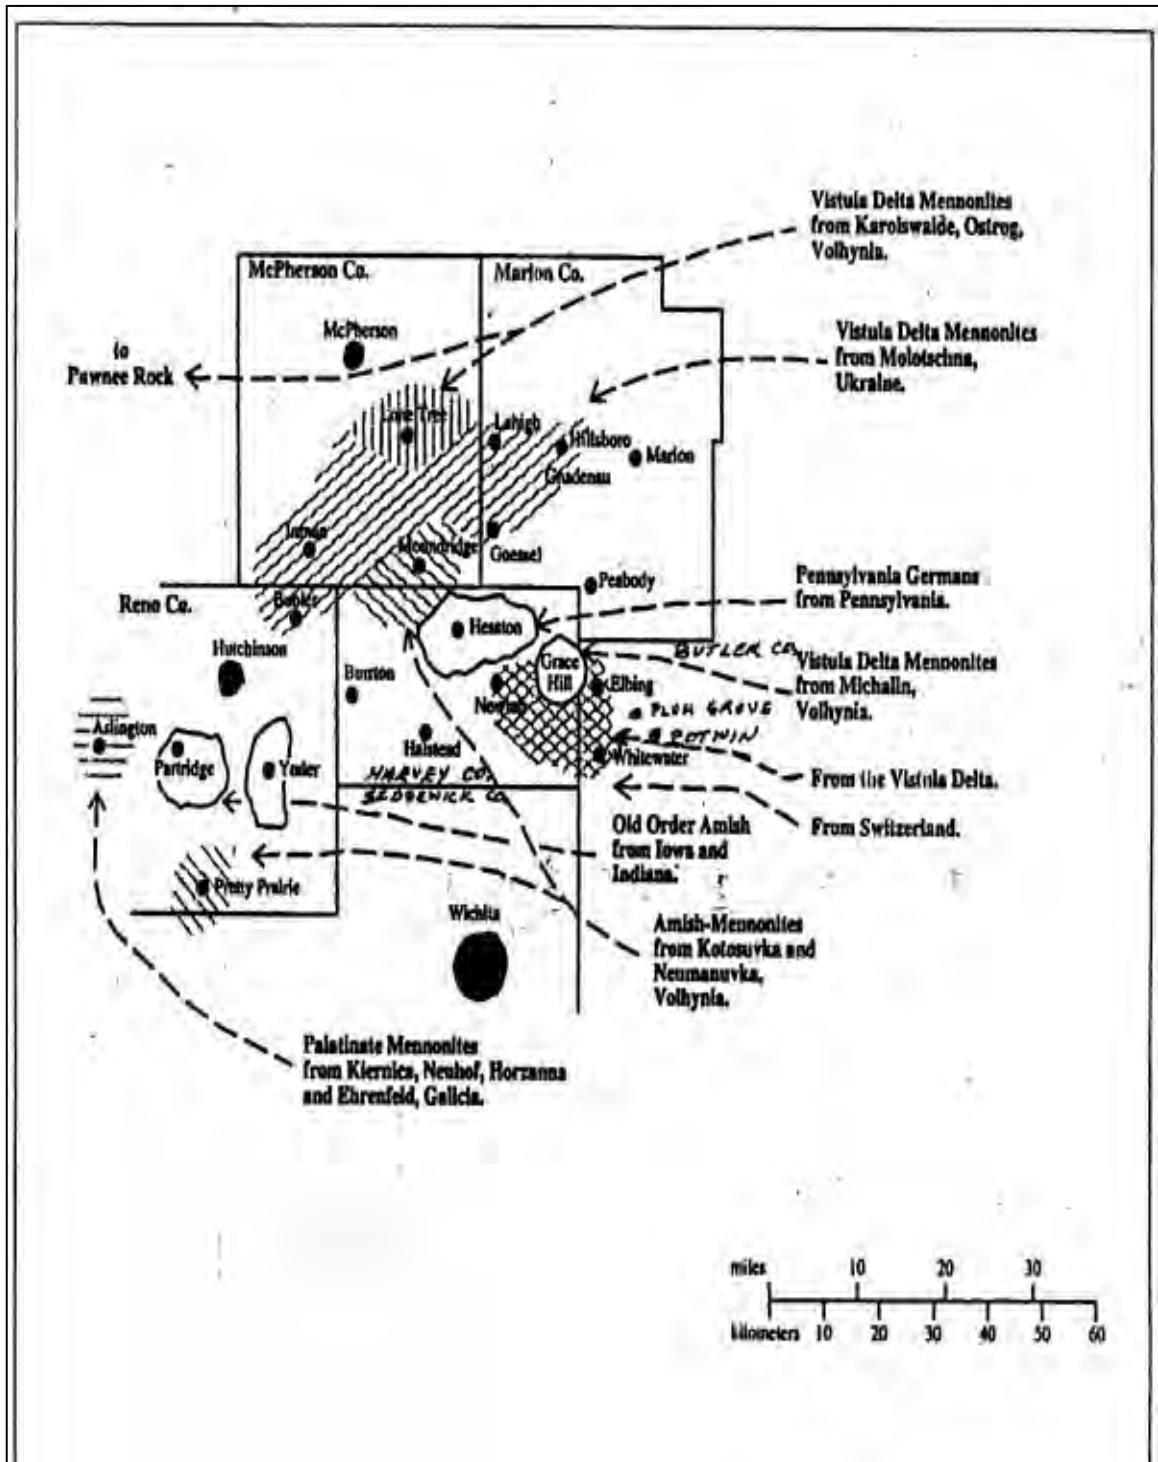 Vistula Delta Mennonites
from Karolswalde, Ostrog,
Volhynia.
McPherson Co.
Marion Co.
McPherson
Vistula Delta Mennonites
from Molotschna,
Ukraine.
to
Pawnee Rock
Lone Tree
Lehigh
Hillsboro
Marion
Gnadenau
Inman
Moundridge
Goessel
Pennsylvania Germans
from Pennsylvania.
Peabody
Reno Co.
Buhler
Hesston
Hutchinson
Grace
Hill
BUTLER CO.
Vistula Delta Mennonites
from Michalin,
Volhynia.
Burrton
Newton
Elbing
PLUM GROVE
POTWIN
Arlington
Partridge
Yoder
Halstead
Whitewater
HARVEY CO.
SEDGEWICK CO
From the Vistula Delta.
From Switzerland.
Old Order Amish
from Iowa and
Indiana.
Pretty Prairie
Wichita
Amish-Mennonites
from Kotosuvka and
Neumanuvka,
Volhynia.
Palatinate Mennonites
from Kiernica, Neuhof, Horzanna
and Ehrenfeld, Galicia.
miles 10 20 30
kilometers 10 20 30 40 50 60